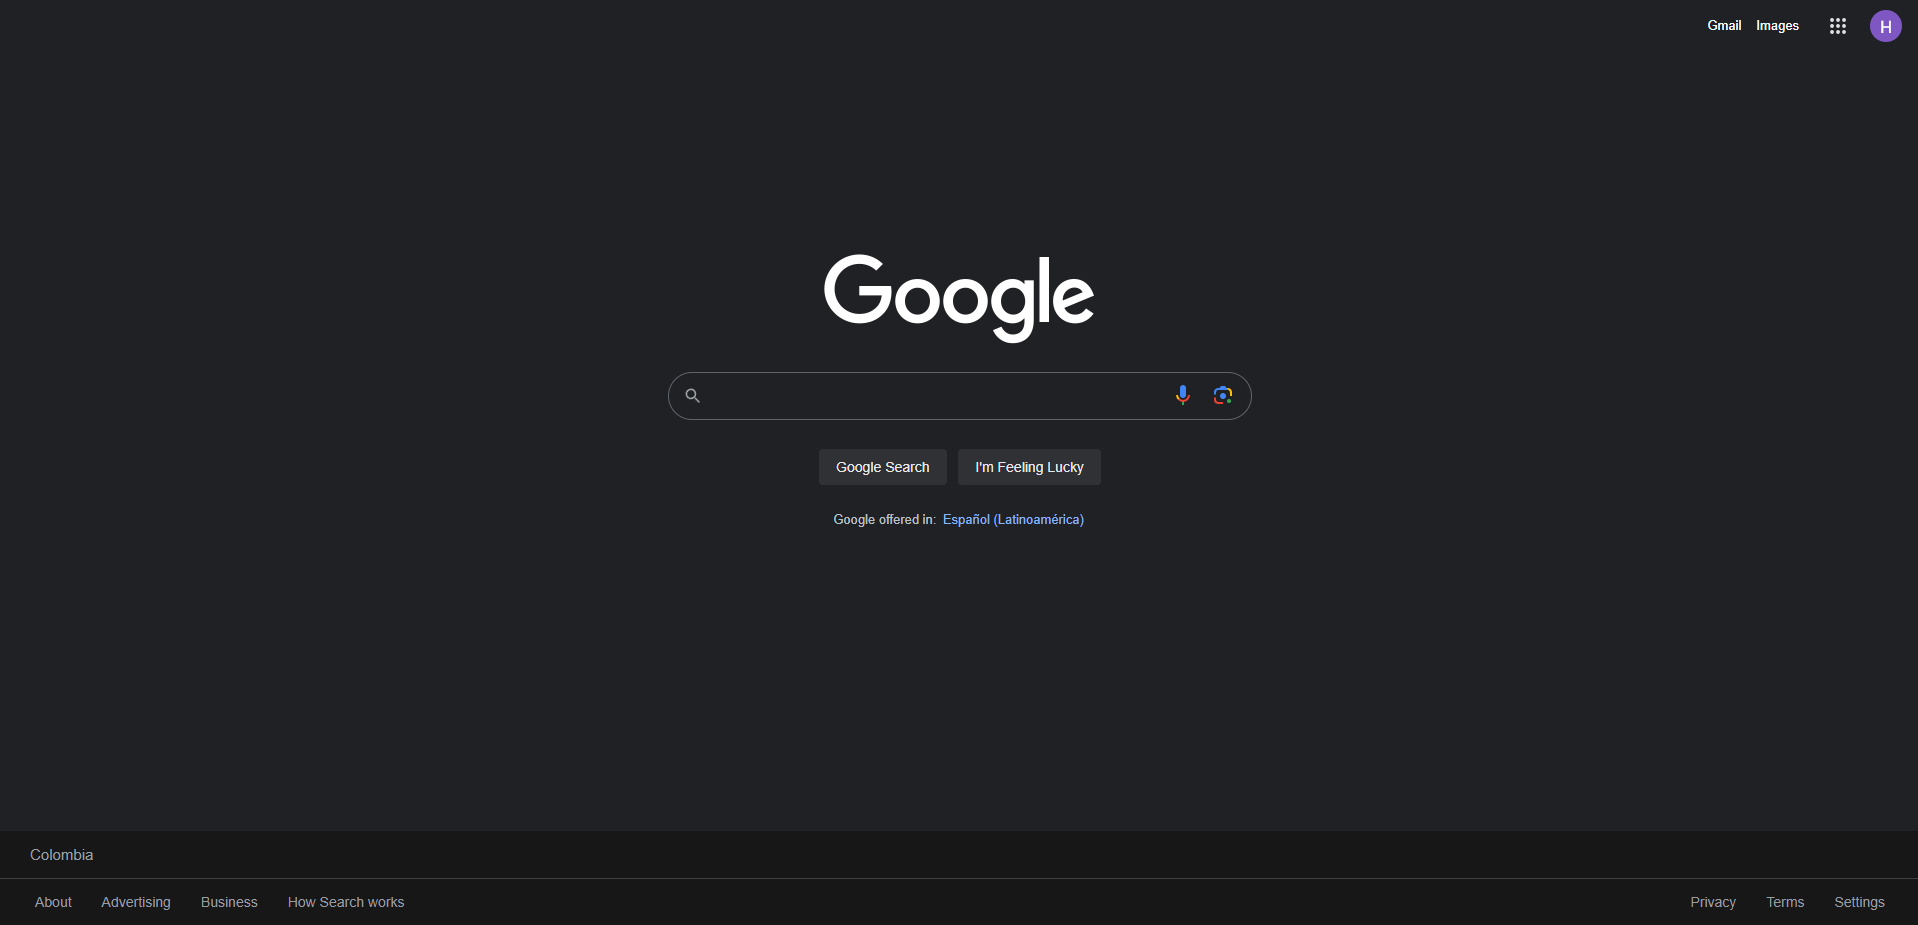 Gmail Images H
Google
Google Search I'm Feeling Lucky
Google offered in: Español (Latinoamérica)
Colombia
About Advertising Business How Search works Privacy Terms Settings